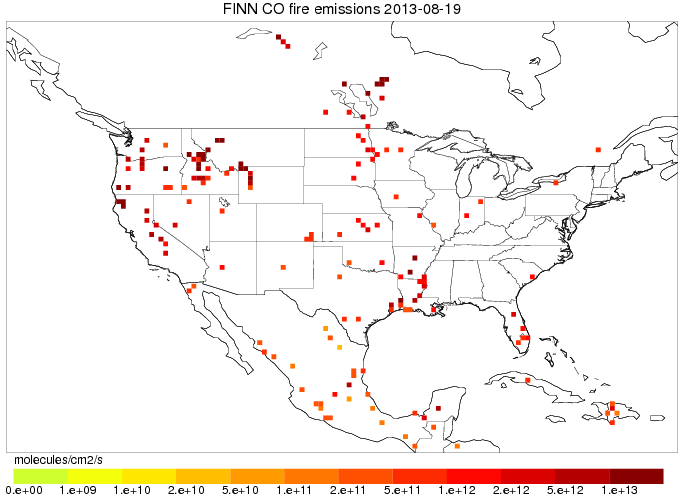 FINN CO fire emissions 2013-08-19
molecules/cm2/s
0.e+00 1.e+09 1.e+10 2.e+10 5.e+10 1.e+11 2.e+11 5.e+11 1.e+12 2.e+12 5.e+12 1.e+13